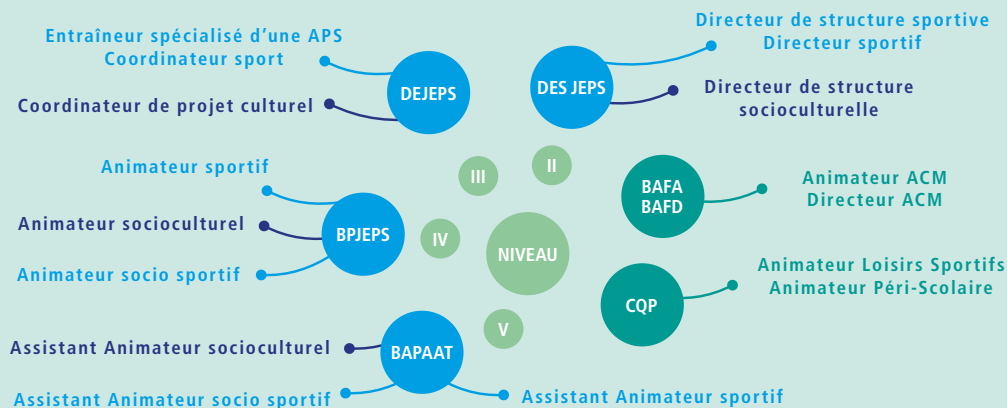 Entraîneur spécialisé d'une APS
Coordinateur sport
DEJEPS
Coordinateur de projet culturel
Directeur de structure sportive
Directeur sportif
DES JEPS
Directeur de structure
socioculturelle
Animateur sportif
Animateur socioculturel
BPJEPS
Animateur socio sportif
III
II
IV
NIVEAU
V
BAFA
BAFD
Animateur ACM
Directeur ACM
CQP
Animateur Loisirs Sportifs
Animateur Péri-Scolaire
Assistant Animateur socioculturel
BAPAAT
Assistant Animateur socio sportif
Assistant Animateur sportif